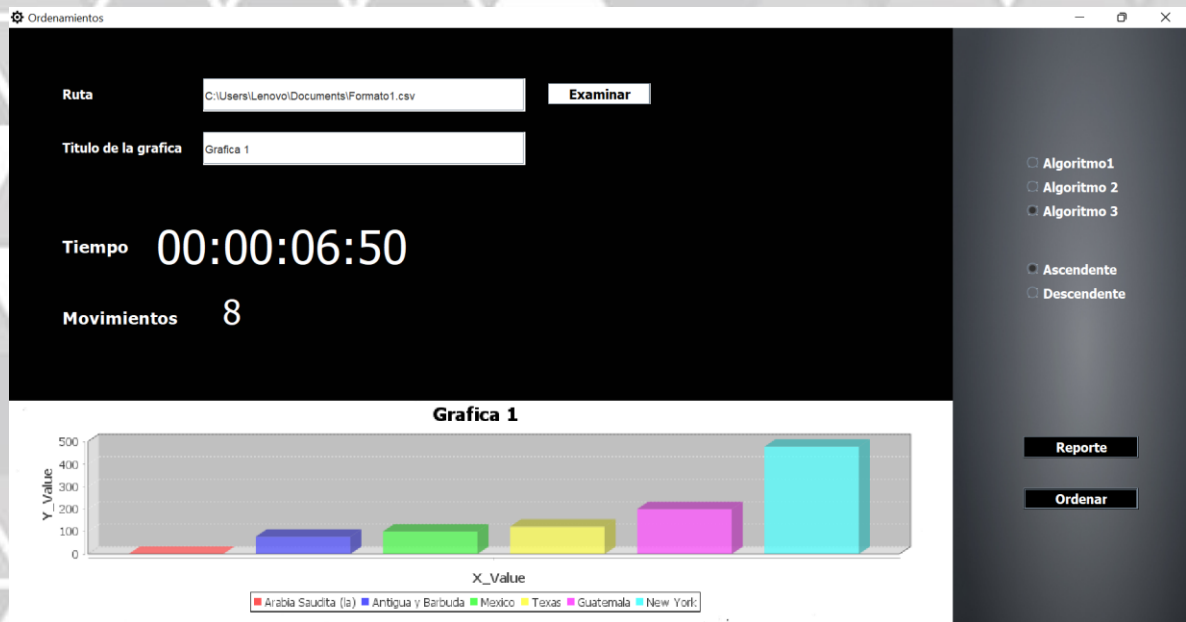 Ordenamientos
Ruta
C:\Users\Lenovo\Documents\Formato1.csv
Examinar
Titulo de la grafica
Grafica 1
Tiempo 00:00:06:50
Movimientos 8
Algoritmo1
Algoritmo 2
Algoritmo 3
Ascendente
Descendente
Reporte
Ordenar
Grafica 1
Y_Value
500
400
300
200
100
0
X_Value
Arabia Saudita (la) Antigua y Barbuda Mexico Texas Guatemala New York